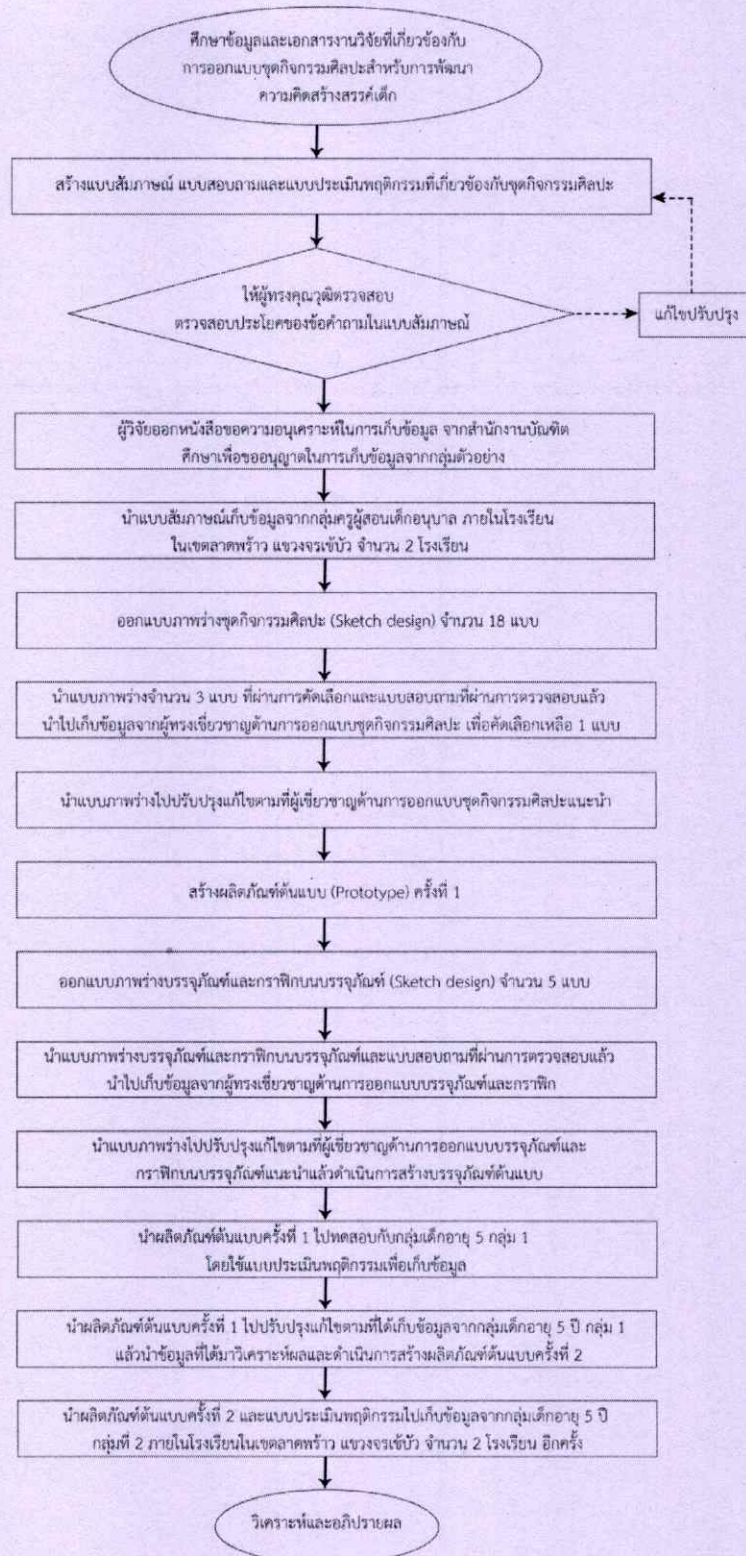 ศึกษาข้อมูลและเอกสารงานวิจัยที่เกี่ยวข้องกับ
การออกแบบชุดกิจกรรมศิลปะสำหรับการพัฒนา
ความคิดสร้างสรรค์เด็ก
สร้างแบบสัมภาษณ์ แบบสอบถามและแบบประเมินพฤติกรรมที่เกี่ยวข้องกับชุดกิจกรรมศิลปะ
ให้ผู้ทรงคุณวุฒิตรวจสอบ
ตรวจสอบประโยคของข้อคำถามในแบบสัมภาษณ์
แก้ไขปรับปรุง
ผู้วิจัยออกหนังสือขอความอนุเคราะห์ในการเก็บข้อมูล จากสำนักงานบัณฑิต
ศึกษาเพื่อขออนุญาตในการเก็บข้อมูลจากกลุ่มตัวอย่าง
นำแบบสัมภาษณ์เก็บข้อมูลจากกลุ่มครูผู้สอนเด็กอนุบาล ภายในโรงเรียน
ในเขตลาดพร้าว แขวงจรเข้บัว จำนวน 2 โรงเรียน
ออกแบบภาพร่างชุดกิจกรรมศิลปะ (Sketch design) จำนวน 18 แบบ
นำแบบภาพร่างจำนวน 3 แบบ ที่ผ่านการคัดเลือกและแบบสอบถามที่ผ่านการตรวจสอบแล้ว
นำไปเก็บข้อมูลจากผู้ทรงเชี่ยวชาญด้านการออกแบบชุดกิจกรรมศิลปะ เพื่อคัดเลือกเหลือ 1 แบบ
นำแบบภาพร่างไปปรับปรุงแก้ไขตามที่ผู้เชี่ยวชาญด้านการออกแบบชุดกิจกรรมศิลปะแนะนำ
สร้างผลิตภัณฑ์ต้นแบบ (Prototype) ครั้งที่ 1
ออกแบบภาพร่างบรรจุภัณฑ์และกราฟิกบนบรรจุภัณฑ์ (Sketch design) จำนวน 5 แบบ
นำแบบภาพร่างบรรจุภัณฑ์และกราฟิกบนบรรจุภัณฑ์และแบบสอบถามที่ผ่านการตรวจสอบแล้ว
นำไปเก็บข้อมูลจากผู้ทรงเชี่ยวชาญด้านการออกแบบบรรจุภัณฑ์และกราฟิก
นำแบบภาพร่างไปปรับปรุงแก้ไขตามที่ผู้เชี่ยวชาญด้านการออกแบบบรรจุภัณฑ์และ
กราฟิกบนบรรจุภัณฑ์แนะนำแล้วดำเนินการสร้างบรรจุภัณฑ์ต้นแบบ
นำผลิตภัณฑ์ต้นแบบครั้งที่ 1 ไปทดสอบกับกลุ่มเด็กอายุ 5 กลุ่ม 1
โดยใช้แบบประเมินพฤติกรรมเพื่อเก็บข้อมูล
นำผลิตภัณฑ์ต้นแบบครั้งที่ 1 ไปปรับปรุงแก้ไขตามที่ได้เก็บข้อมูลจากกลุ่มเด็กอายุ 5 ปี กลุ่ม 1
แล้วนำข้อมูลที่ได้มาวิเคราะห์ผลและดำเนินการสร้างผลิตภัณฑ์ต้นแบบครั้งที่ 2
นำผลิตภัณฑ์ต้นแบบครั้งที่ 2 และแบบประเมินพฤติกรรมไปเก็บข้อมูลจากกลุ่มเด็กอายุ 5 ปี
กลุ่มที่ 2 ภายในโรงเรียนในเขตลาดพร้าว แขวงจรเข้บัว จำนวน 2 โรงเรียน อีกครั้ง
วิเคราะห์และอภิปรายผล